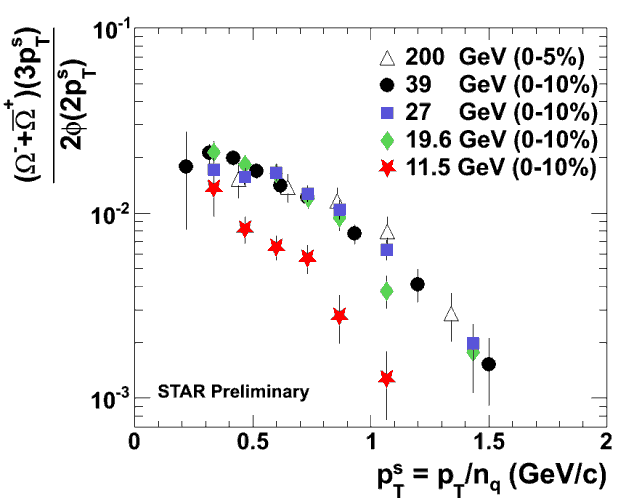 (Ω⁻+Ω̅⁺)(3pₜˢ)
2ϕ(2pₜˢ)
10⁻¹
10⁻²
10⁻³
200 GeV (0-5%)
39 GeV (0-10%)
27 GeV (0-10%)
19.6 GeV (0-10%)
11.5 GeV (0-10%)
STAR Preliminary
0 0.5 1 1.5 2
p_T^s = p_T/n_q (GeV/c)